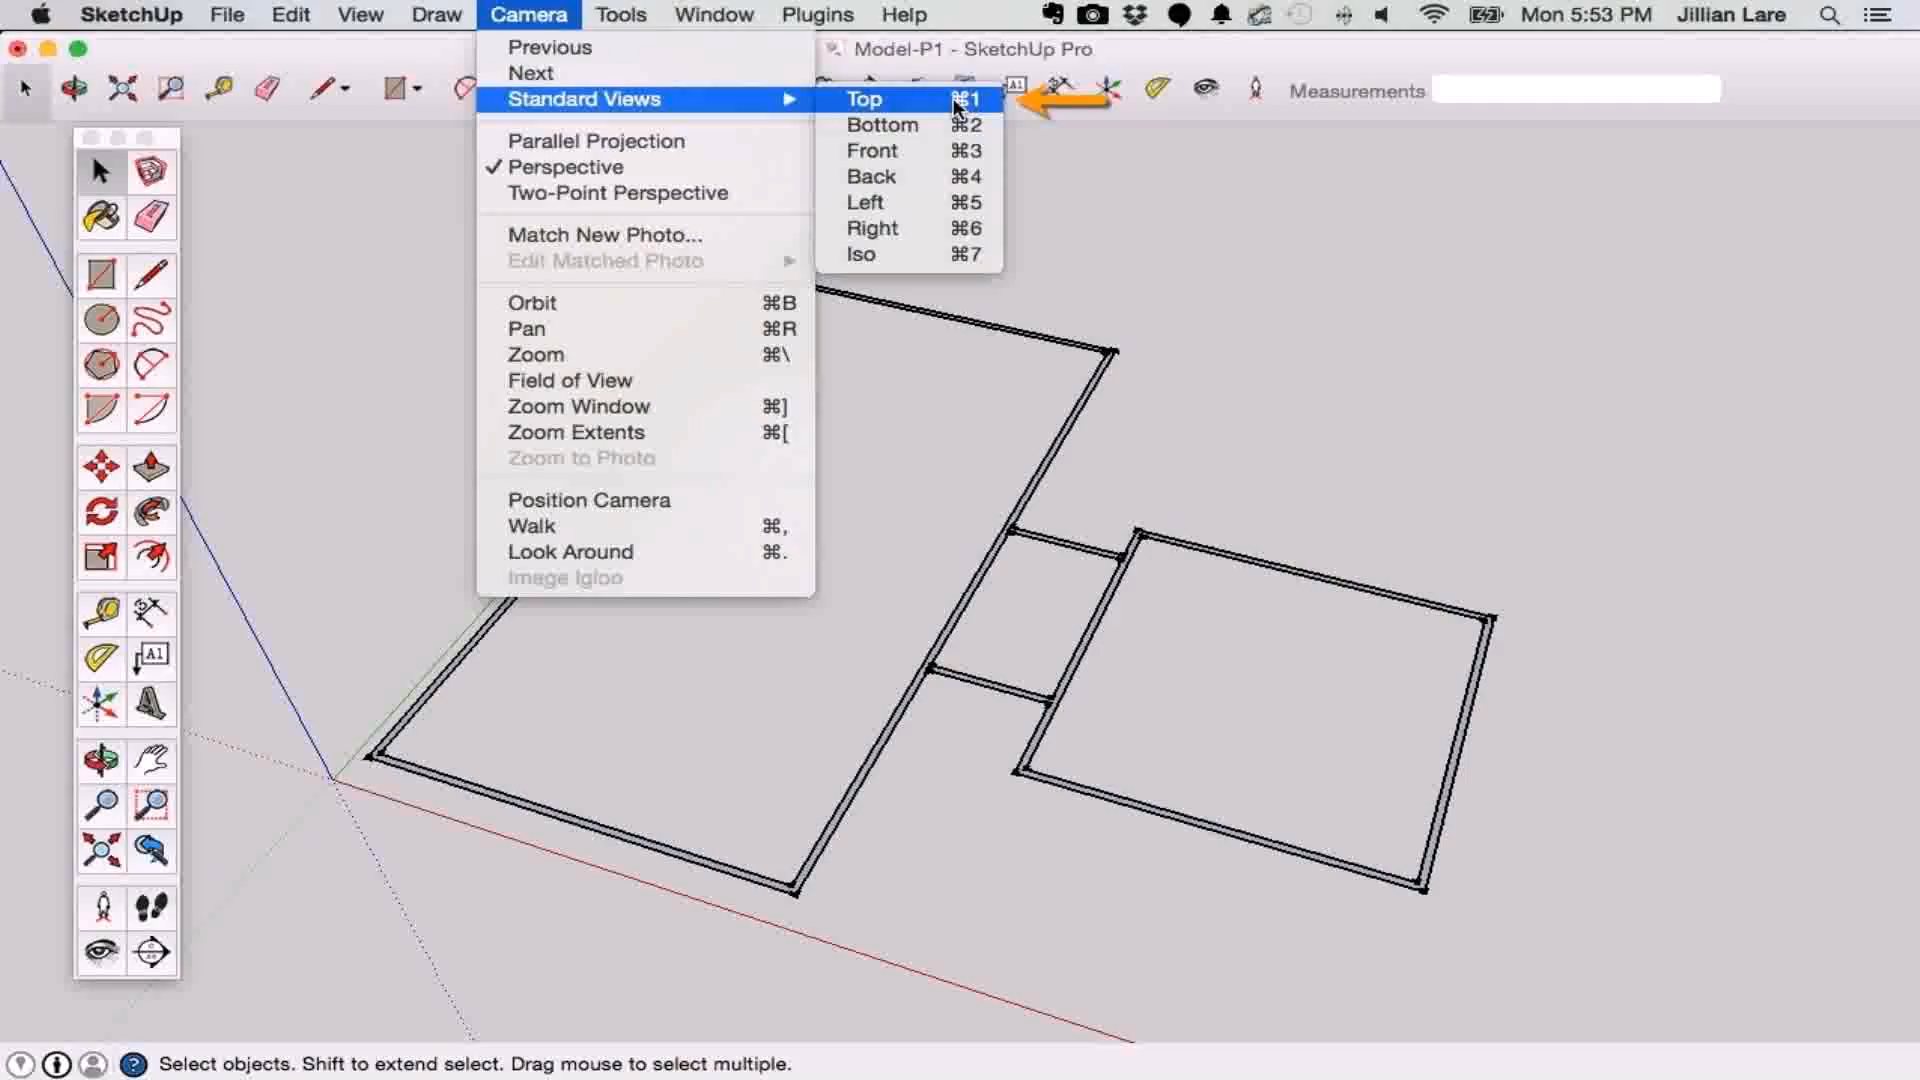 SketchUp File Edit View Draw Camera Tools Window Plugins Help Mon 5:53 PM Jillian Lare
Model-P1 - SketchUp Pro
Measurements
Previous
Next
Standard Views
Parallel Projection
✓ Perspective
Two-Point Perspective
Match New Photo...
Edit Matched Photo
Orbit ⌘B
Pan ⌘R
Zoom ⌘\
Field of View
Zoom Window ⌘]
Zoom Extents ⌘[
Zoom to Photo
Position Camera
Walk ⌘,
Look Around ⌘.
Image Igloo
Top ⌘1
Bottom ⌘2
Front ⌘3
Back ⌘4
Left ⌘5
Right ⌘6
Iso ⌘7
A1
A1
Select objects. Shift to extend select. Drag mouse to select multiple.